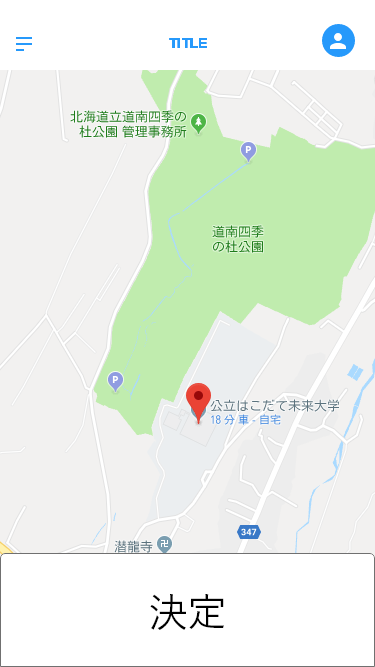 TITLE
北海道立道南四季の
杜公園 管理事務所
P
道南四季
の杜公園
P
公立はこだて未来大学
18 分 車 - 自宅
347
潜龍寺
決定